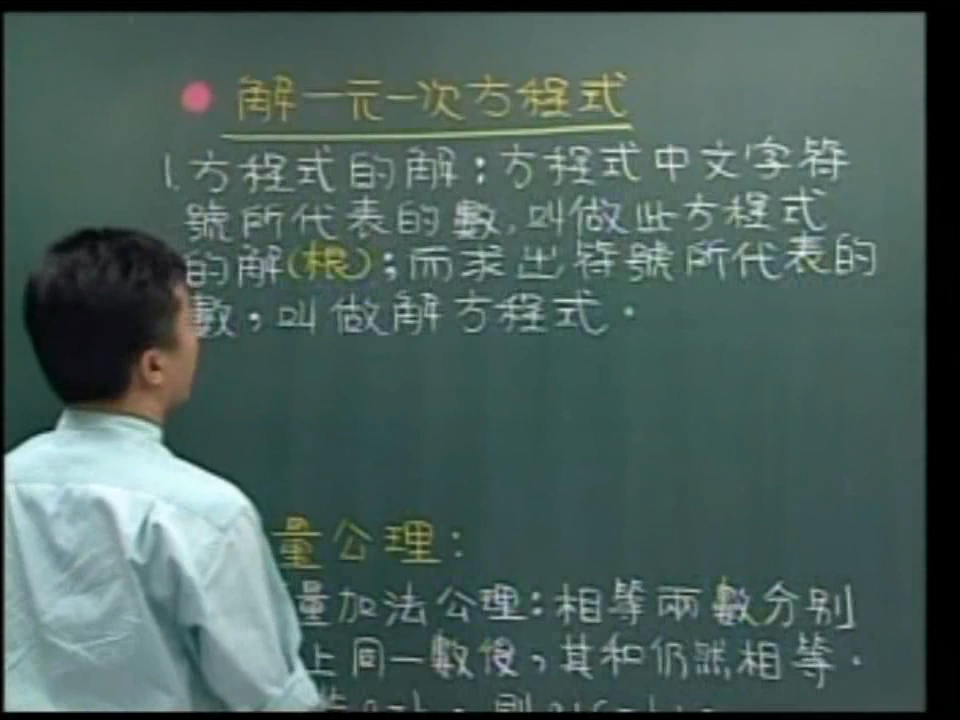 解一元一次方程式
1. 方程式的解：方程式中文字符
號所代表的數，叫做此方程式
的解(根)；而求出符號所代表的
數，叫做解方程式．
量公理：
量加法公理：相等兩數分別
上同一數後，其和仍然相等．